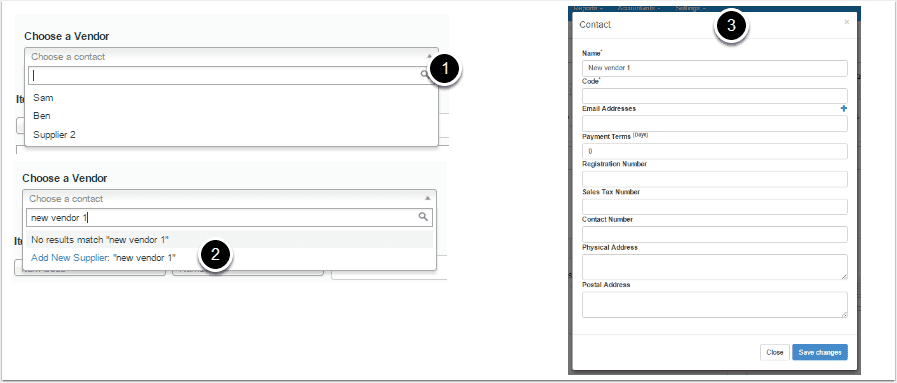 Choose a Vendor
Choose a contact
1
Sam
Ben
Supplier 2
Choose a Vendor
Choose a contact
new vendor 1
No results match "new vendor 1"
Add New Supplier: "new vendor 1"
2
Reports
Accountants
Settings
3
Contact
×
Name*
New vendor 1
Code*
Email Addresses
+
Payment Terms (Days)
0
Registration Number
Sales Tax Number
Contact Number
Physical Address
Postal Address
Close
Save changes